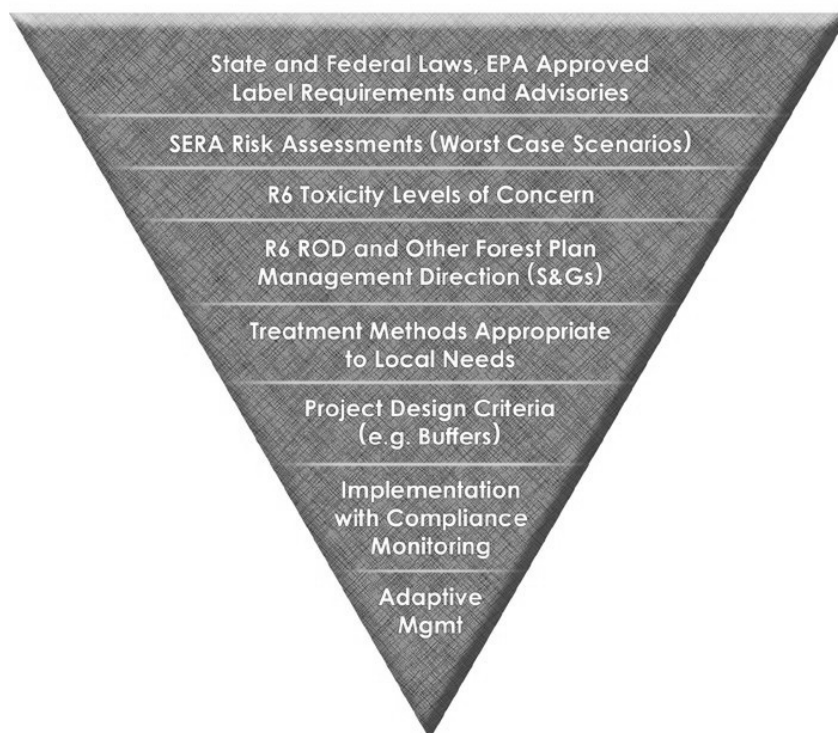 State and Federal Laws, EPA Approved
Label Requirements and Advisories
SERA Risk Assessments (Worst Case Scenarios)
R6 Toxicity Levels of Concern
R6 ROD and Other Forest Plan
Management Direction (S&Gs)
Treatment Methods Appropriate
to Local Needs
Project Design Criteria
(e.g. Buffers)
Implementation
with Compliance
Monitoring
Adaptive
Mgmt